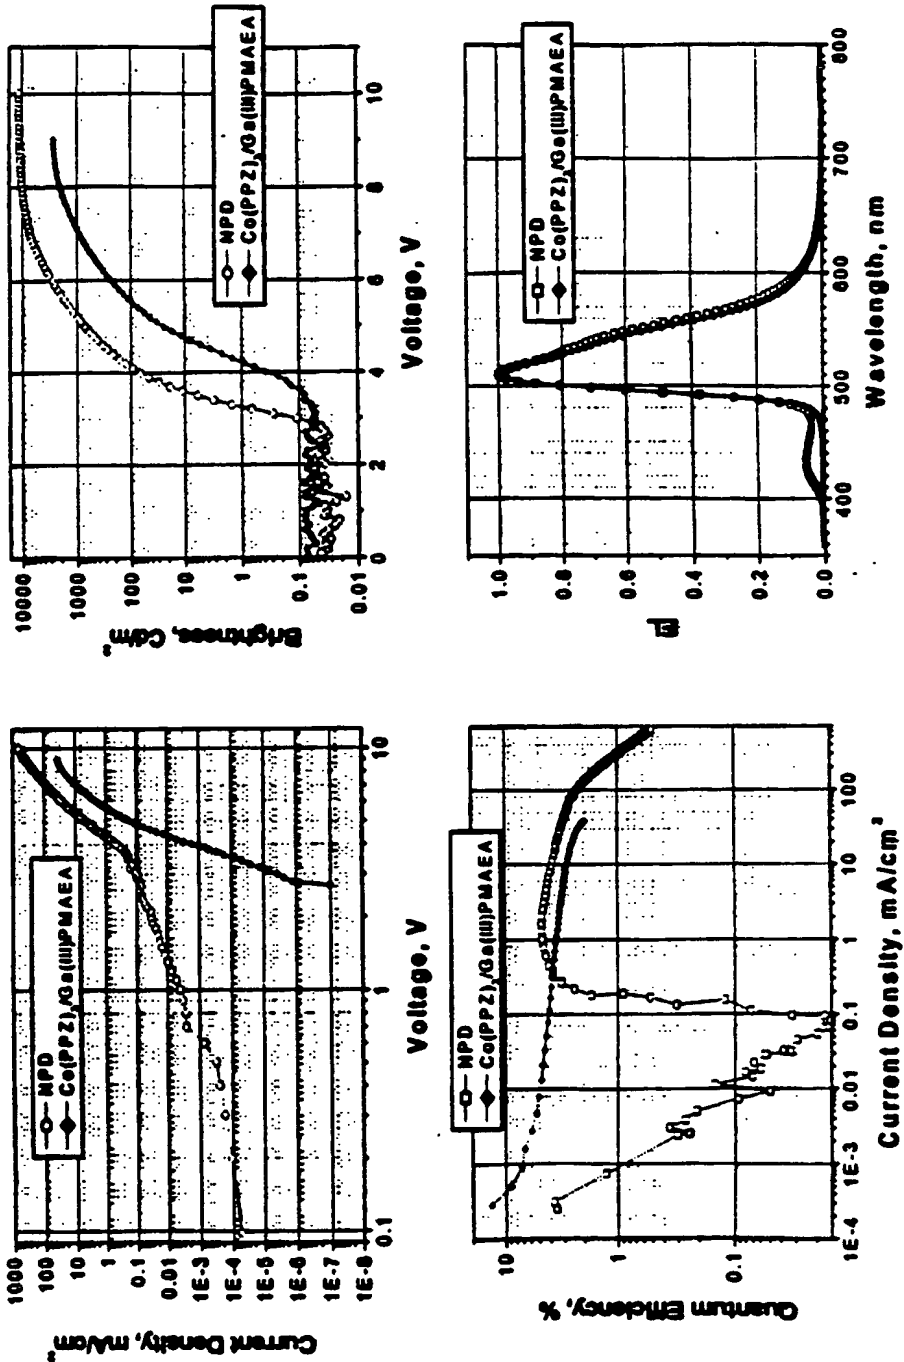 1000
100
10
1
0.1
0.01
1E-3
1E-4
1E-5
1E-6
1E-7
1E-8
Current Density, mA/cm²
0.1
1
10
Voltage, V
NPD
Co(PPZ)₃/Ga(III)PMAEA
10000
1000
100
10
1
0.1
0.01
Brightness, Cd/m²
0
2
4
6
8
10
Voltage, V
NPD
Co(PPZ)₃/Ga(III)PMAEA
10
1
0.1
Quantum Efficiency, %
1E-4
1E-3
0.01
0.1
1
10
100
Current Density, mA/cm²
NPD
Co(PPZ)₃/Ga(III)PMAEA
1.0
0.8
0.6
0.4
0.2
0.0
EL
400
500
600
700
800
Wavelength, nm
NPD
Co(PPZ)₃/Ga(III)PMAEA